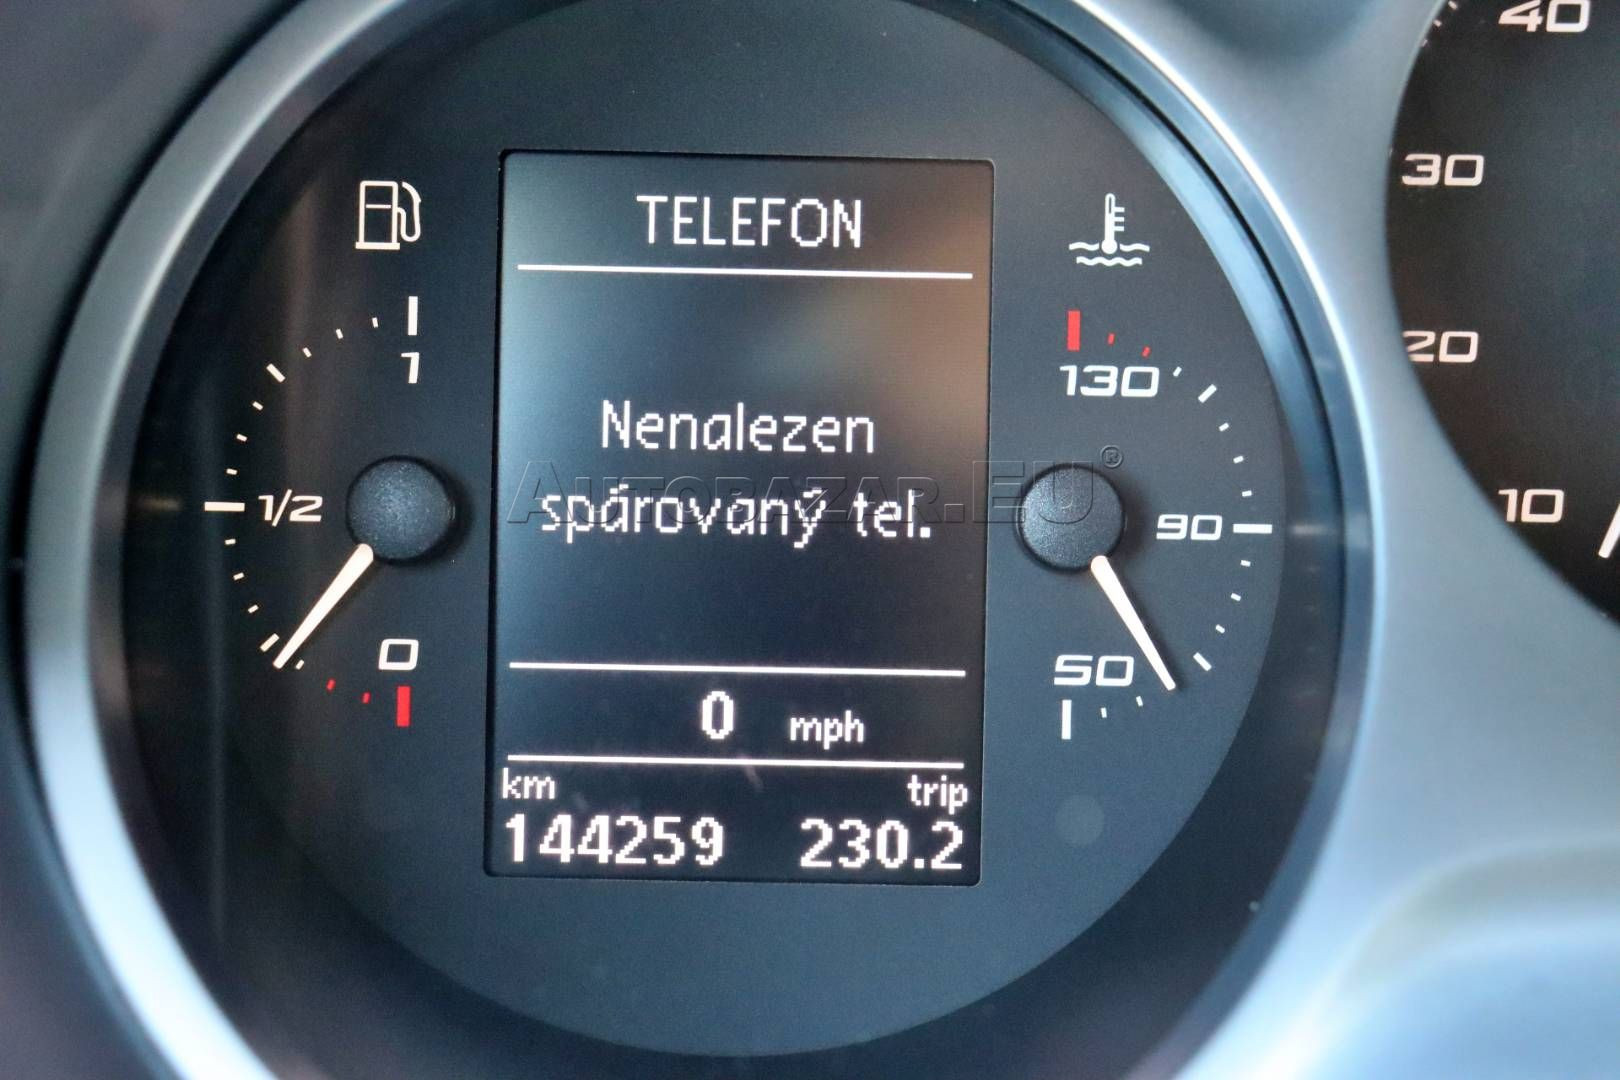 TELEFON
Nenalezen
spárovaný tel.
0 mph
km trip
144259 230.2
1
1/2
0
130
90
50
40
30
20
10
AUTOBAZAR.EU®